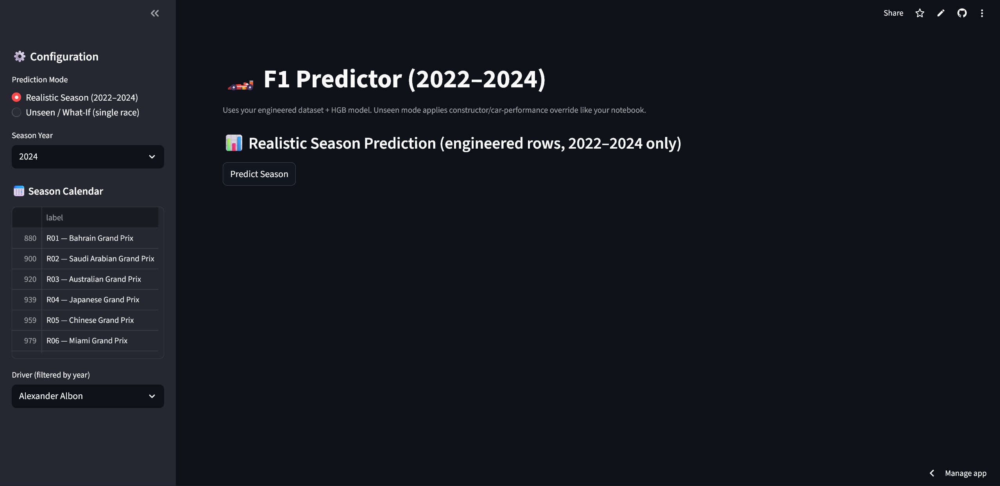 Share
⚙️ Configuration
Prediction Mode
Realistic Season (2022–2024)
Unseen / What-If (single race)
Season Year
2024
📅 Season Calendar
label
880 R01 — Bahrain Grand Prix
900 R02 — Saudi Arabian Grand Prix
920 R03 — Australian Grand Prix
939 R04 — Japanese Grand Prix
959 R05 — Chinese Grand Prix
979 R06 — Miami Grand Prix
Driver (filtered by year)
Alexander Albon
🏎️ F1 Predictor (2022–2024)
Uses your engineered dataset + HGB model. Unseen mode applies constructor/car-performance override like your notebook.
📊 Realistic Season Prediction (engineered rows, 2022–2024 only)
Predict Season
Manage app